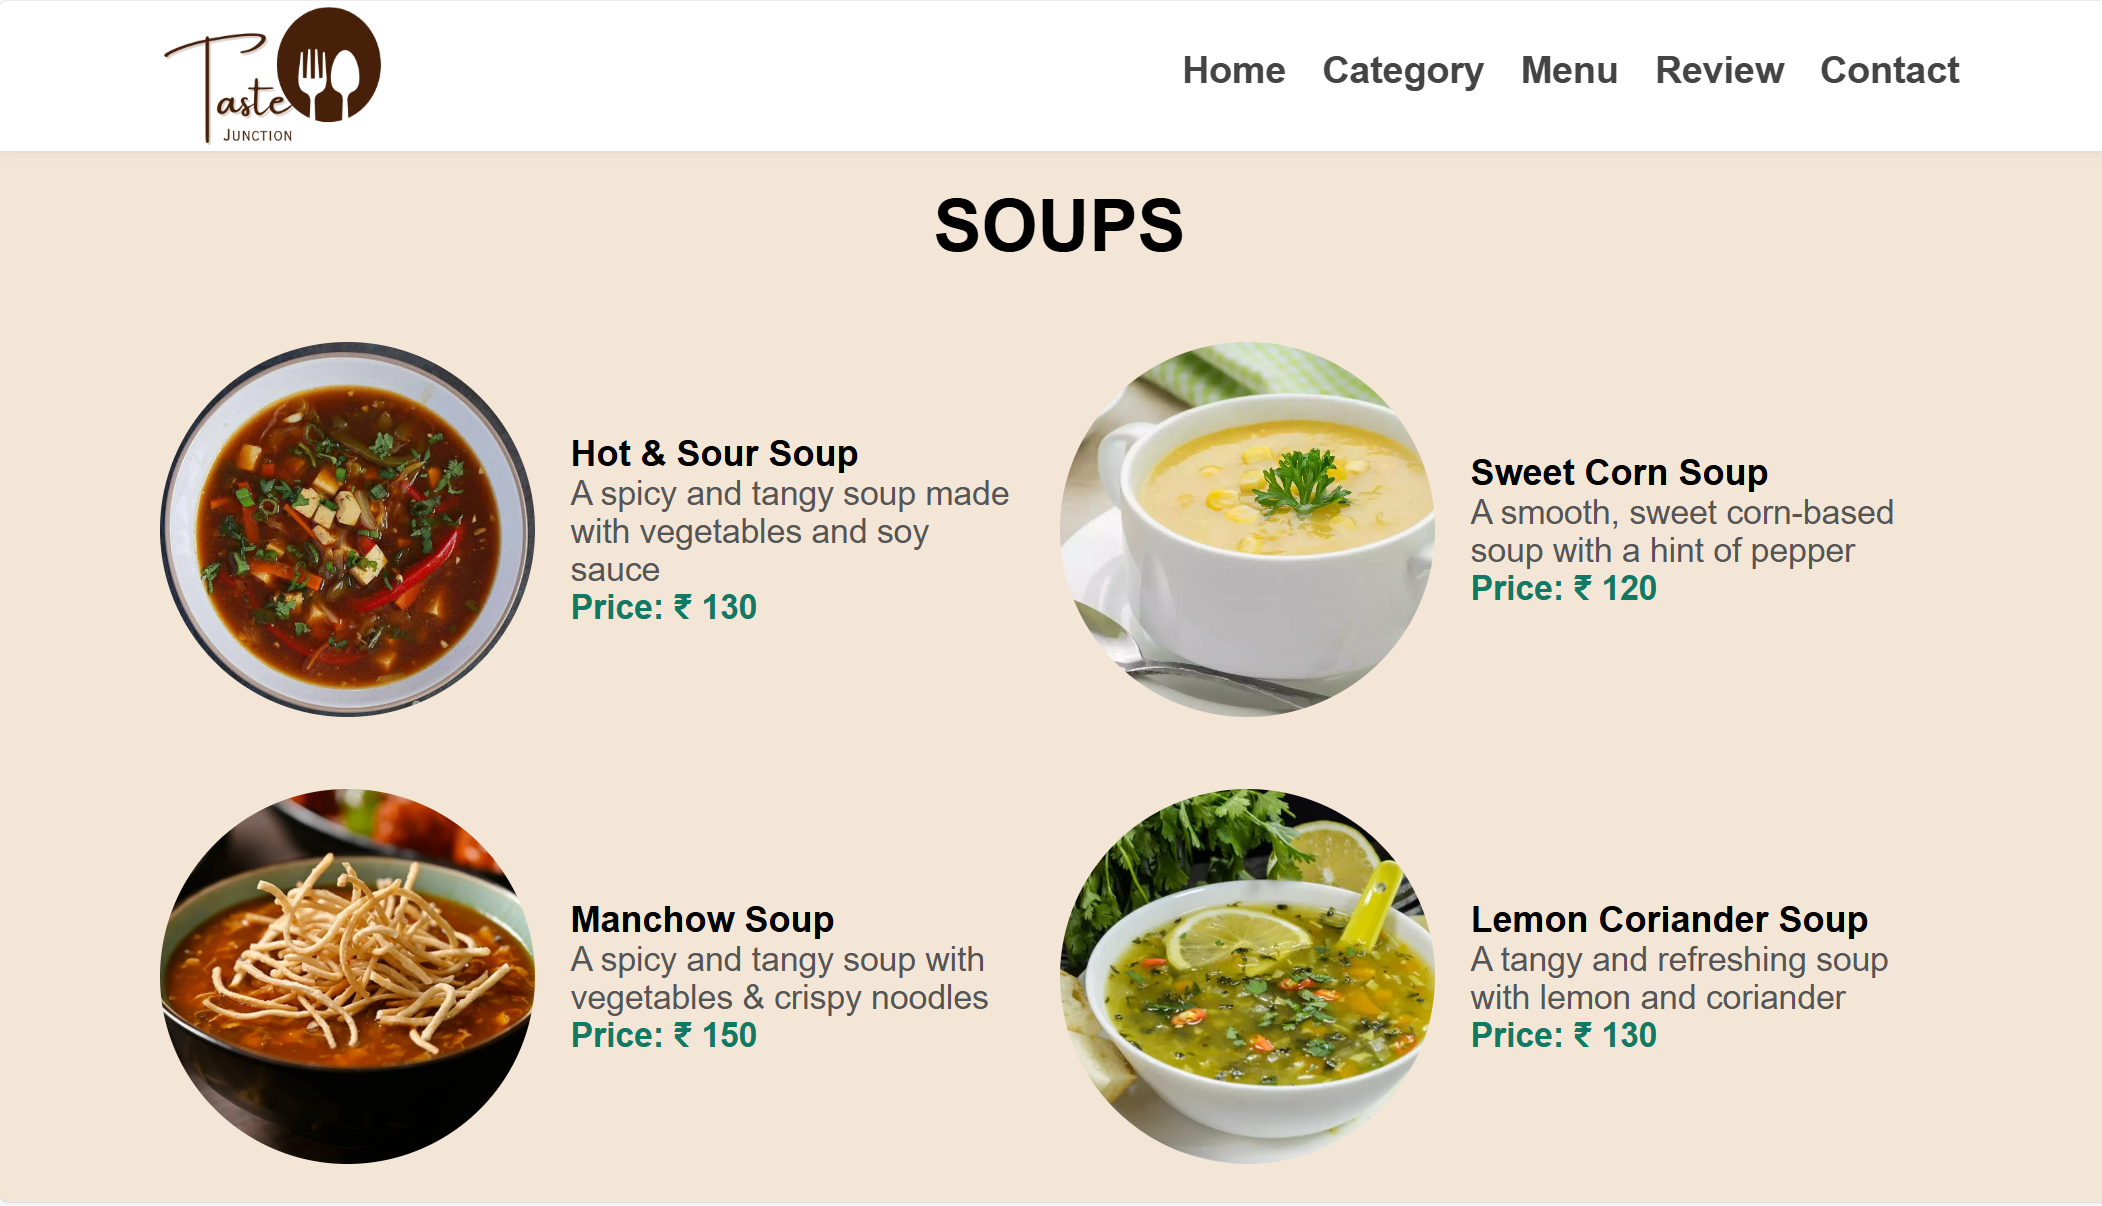 Taste
JUNCTION
Home Category Menu Review Contact
SOUPS
Hot & Sour Soup
A spicy and tangy soup made
with vegetables and soy
sauce
Price: ₹ 130
Sweet Corn Soup
A smooth, sweet corn-based
soup with a hint of pepper
Price: ₹ 120
Manchow Soup
A spicy and tangy soup with
vegetables & crispy noodles
Price: ₹ 150
Lemon Coriander Soup
A tangy and refreshing soup
with lemon and coriander
Price: ₹ 130